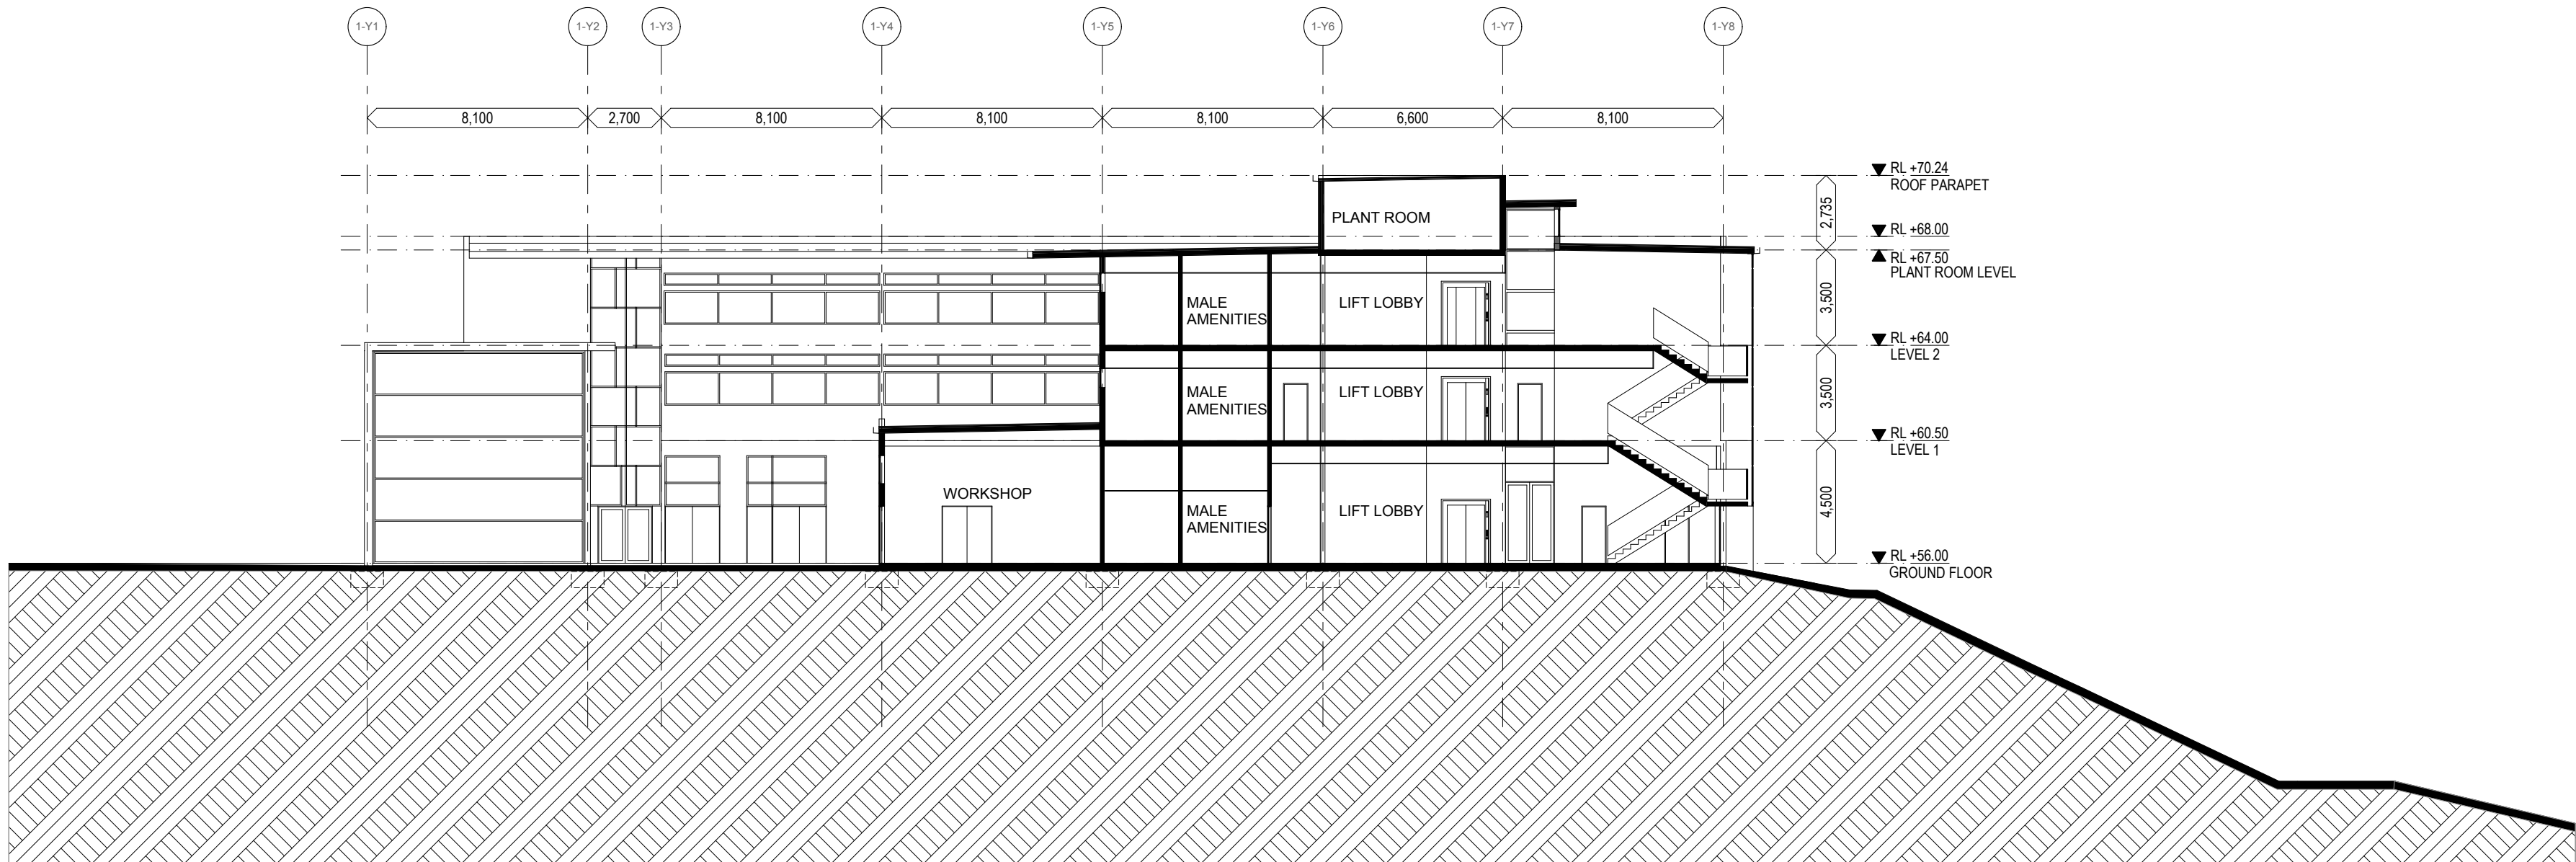 1-Y1
1-Y2
1-Y3
1-Y4
1-Y5
1-Y6
1-Y7
1-Y8
8,100
2,700
8,100
8,100
8,100
6,600
8,100
RL +70.24
ROOF PARAPET
2,735
PLANT ROOM
RL +68.00
RL +67.50
PLANT ROOM LEVEL
3,500
MALE
AMENITIES
LIFT LOBBY
RL +64.00
LEVEL 2
3,500
MALE
AMENITIES
LIFT LOBBY
RL +60.50
LEVEL 1
4,500
WORKSHOP
MALE
AMENITIES
LIFT LOBBY
RL +56.00
GROUND FLOOR